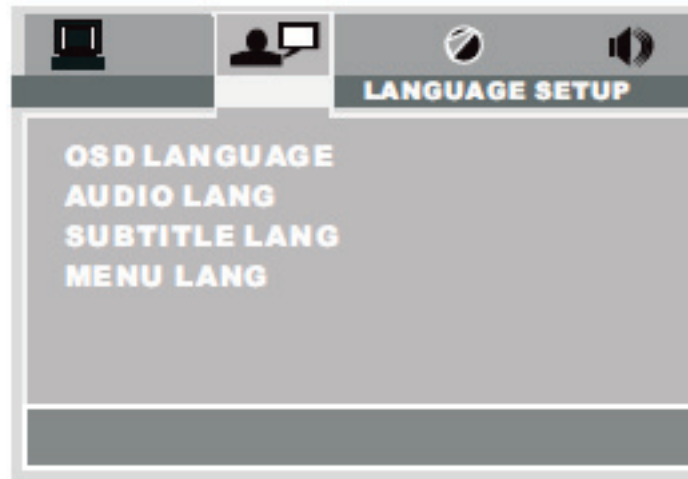 LANGUAGE SETUP
OSD LANGUAGE
AUDIO LANG
SUBTITLE LANG
MENU LANG